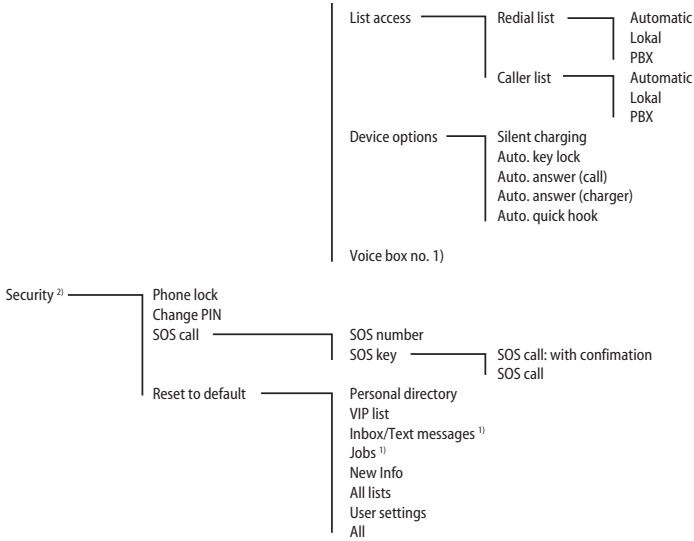 List access Redial list Automatic
Lokal
PBX
Caller list Automatic
Lokal
PBX
Device options Silent charging
Auto. key lock
Auto. answer (call)
Auto. answer (charger)
Auto. quick hook
Voice box no. 1)
Security 2) Phone lock
Change PIN
SOS call SOS number
SOS key SOS call: with confimation
SOS call
Reset to default Personal directory
VIP list
Inbox/Text messages 1)
Jobs 1)
New Info
All lists
User settings
All